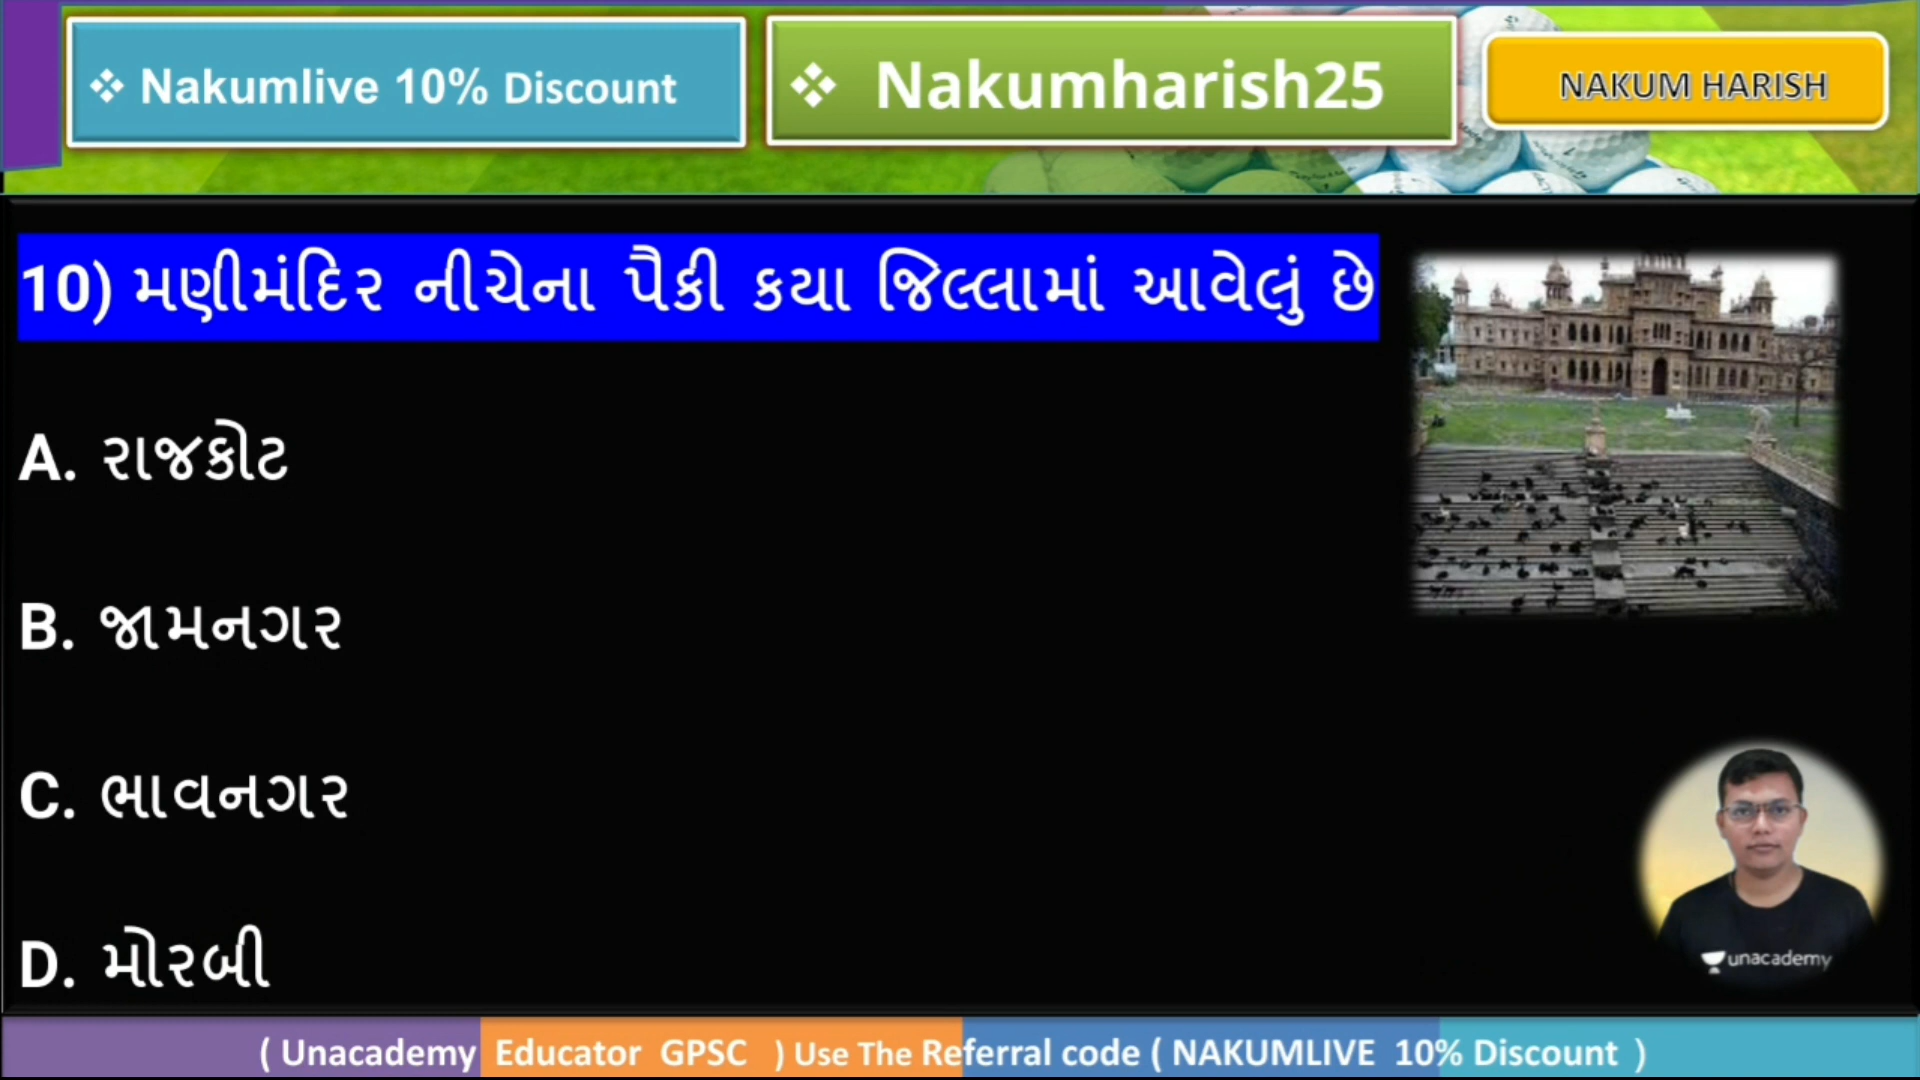 ❖ Nakumlive 10% Discount
❖ Nakumharish25
NAKUM HARISH
10) મણીમંદિર નીચેના પૈકી કયા જિલ્લામાં આવેલું છે
A. રાજકોટ
B. જામનગર
C. ભાવનગર
D. મોરબી
unacademy
( Unacademy Educator GPSC ) Use The Referral code ( NAKUMLIVE 10% Discount )